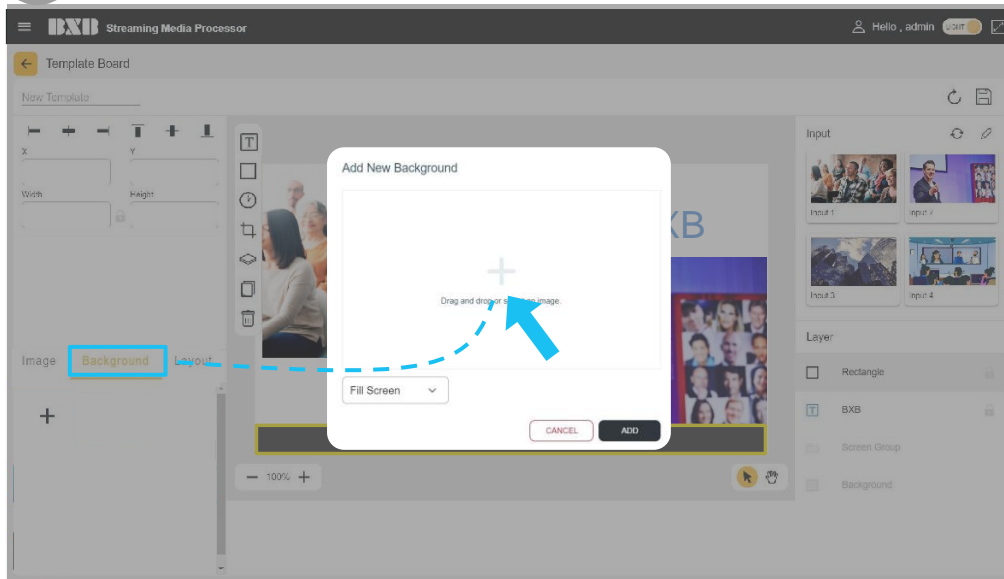 BXB Streaming Media Processor
Hello , admin
LIGHT
Template Board
New Template
X
Y
Width
Height
T
Input
Input 1
Input 2
Input 3
Input 4
Add New Background
XB
Drag and drop or select an image.
Fill Screen
CANCEL
ADD
Image
Background
Layout
Layer
Rectangle
T
BXB
Screen Group
Background
100%